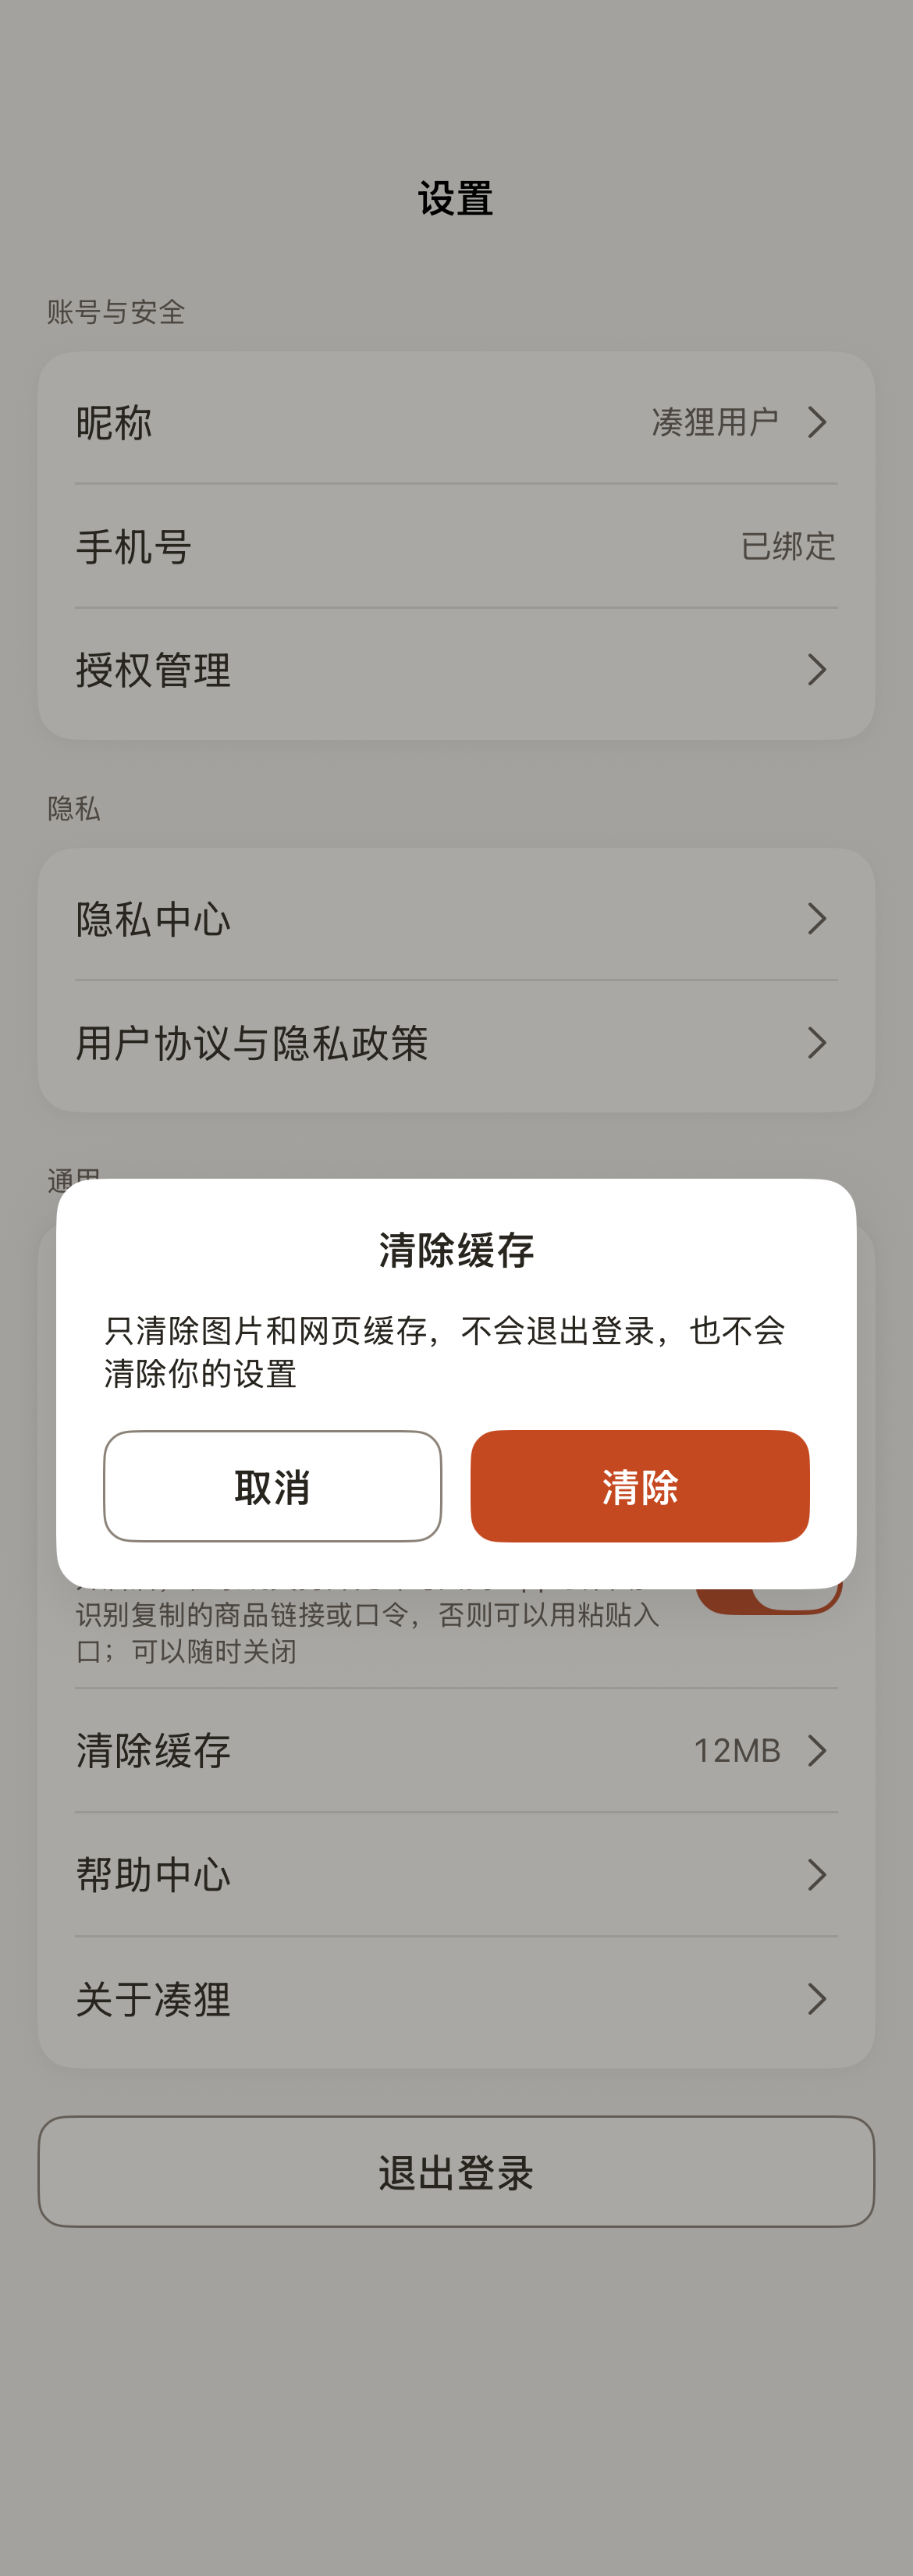 设置
账号与安全
昵称
凑狸用户
手机号
已绑定
授权管理
隐私
隐私中心
用户协议与隐私政策
通用
清除缓存
只清除图片和网页缓存，不会退出登录，也不会
清除你的设置
取消
清除
识别复制的商品链接或口令，否则可以用粘贴入
口；可以随时关闭
清除缓存
12MB
帮助中心
关于凑狸
退出登录